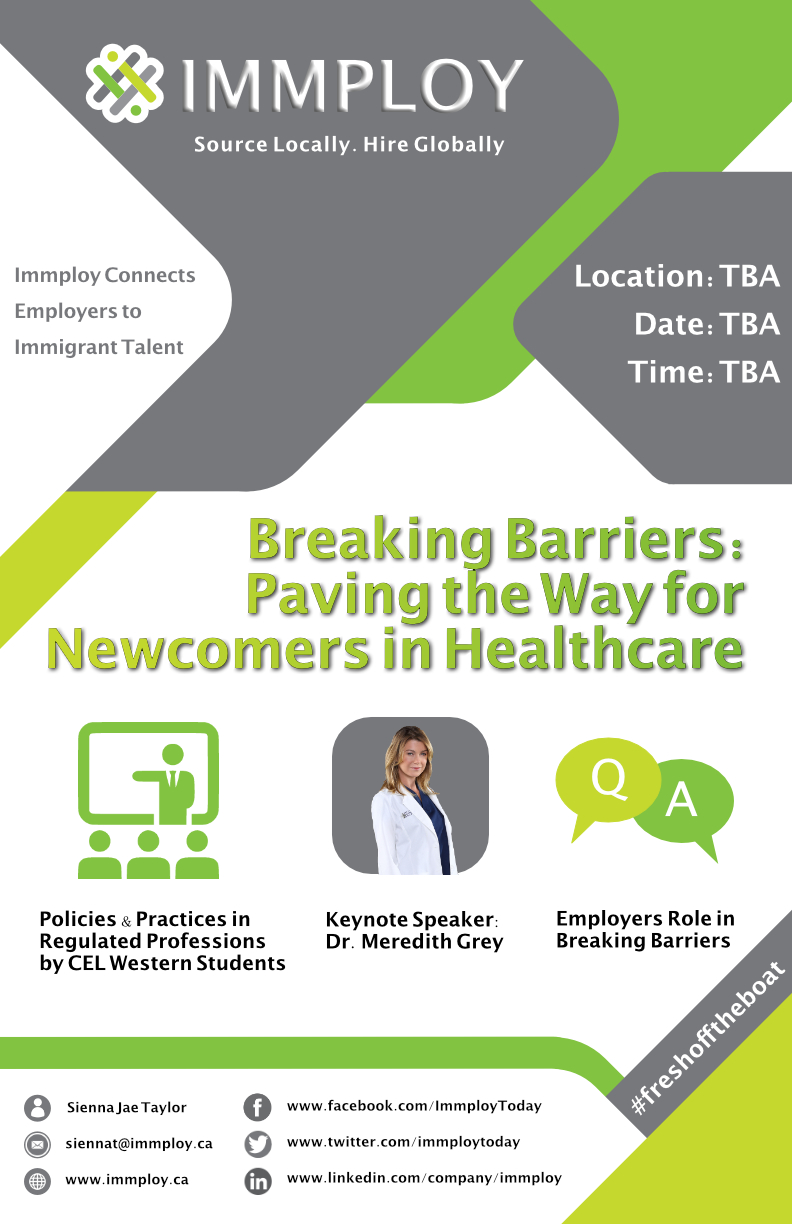 IMMPLOY
Source Locally. Hire Globally
Immploy Connects
Employers to
Immigrant Talent
Location: TBA
Date: TBA
Time: TBA
Breaking Barriers:
Paving the Way for
Newcomers in Healthcare
Q
A
Policies & Practices in
Regulated Professions
by CEL Western Students
Keynote Speaker:
Dr. Meredith Grey
Employers Role in
Breaking Barriers
#freshofftheboat
Sienna Jae Taylor
siennat@immploy.ca
www.immploy.ca
www.facebook.com/ImmployToday
www.twitter.com/immploytoday
www.linkedin.com/company/immploy